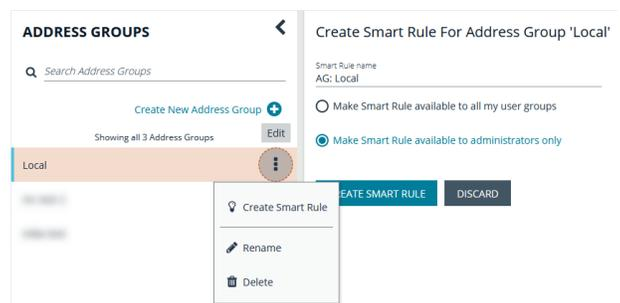 ADDRESS GROUPS
Search Address Groups
Create New Address Group
Showing all 3 Address Groups
Edit
Local
Create Smart Rule
Rename
Delete
Create Smart Rule For Address Group 'Local'
Smart Rule name
AG: Local
Make Smart Rule available to all my user groups
Make Smart Rule available to administrators only
EATE SMART RULE
DISCARD